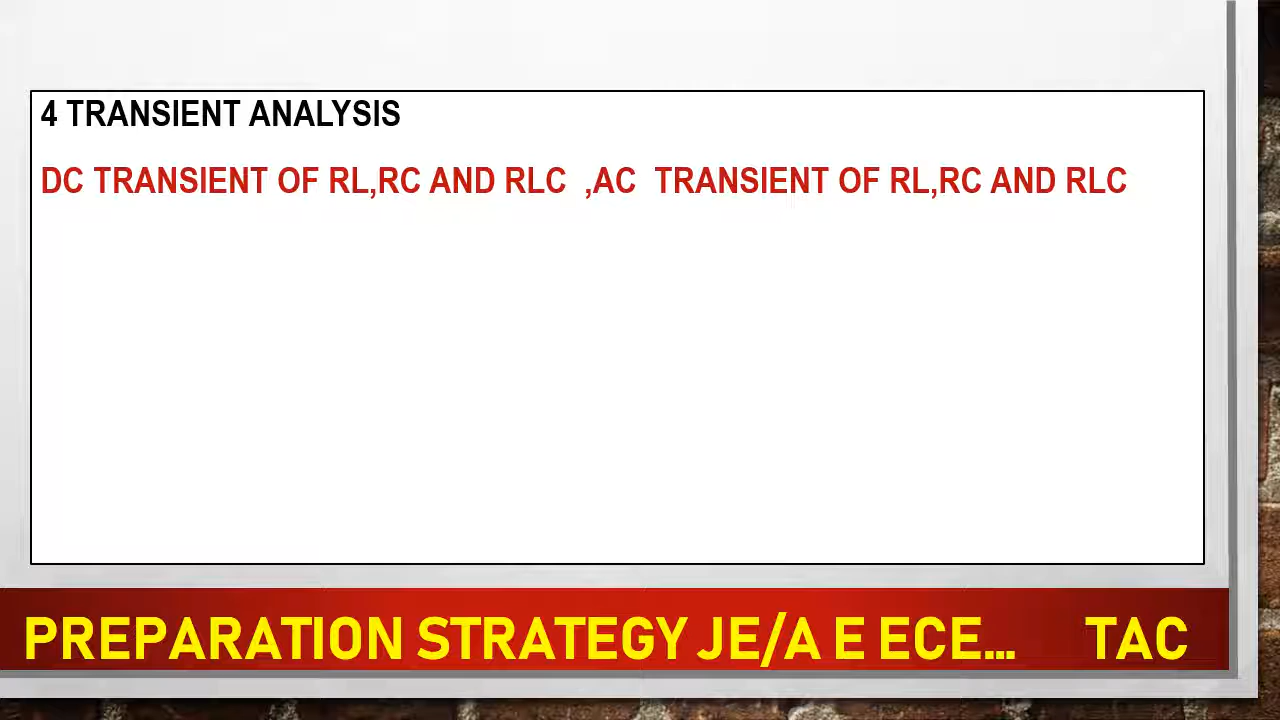 4 TRANSIENT ANALYSIS
DC TRANSIENT OF RL,RC AND RLC ,AC TRANSIENT OF RL,RC AND RLC
PREPARATION STRATEGY JE/A E ECE... TAC